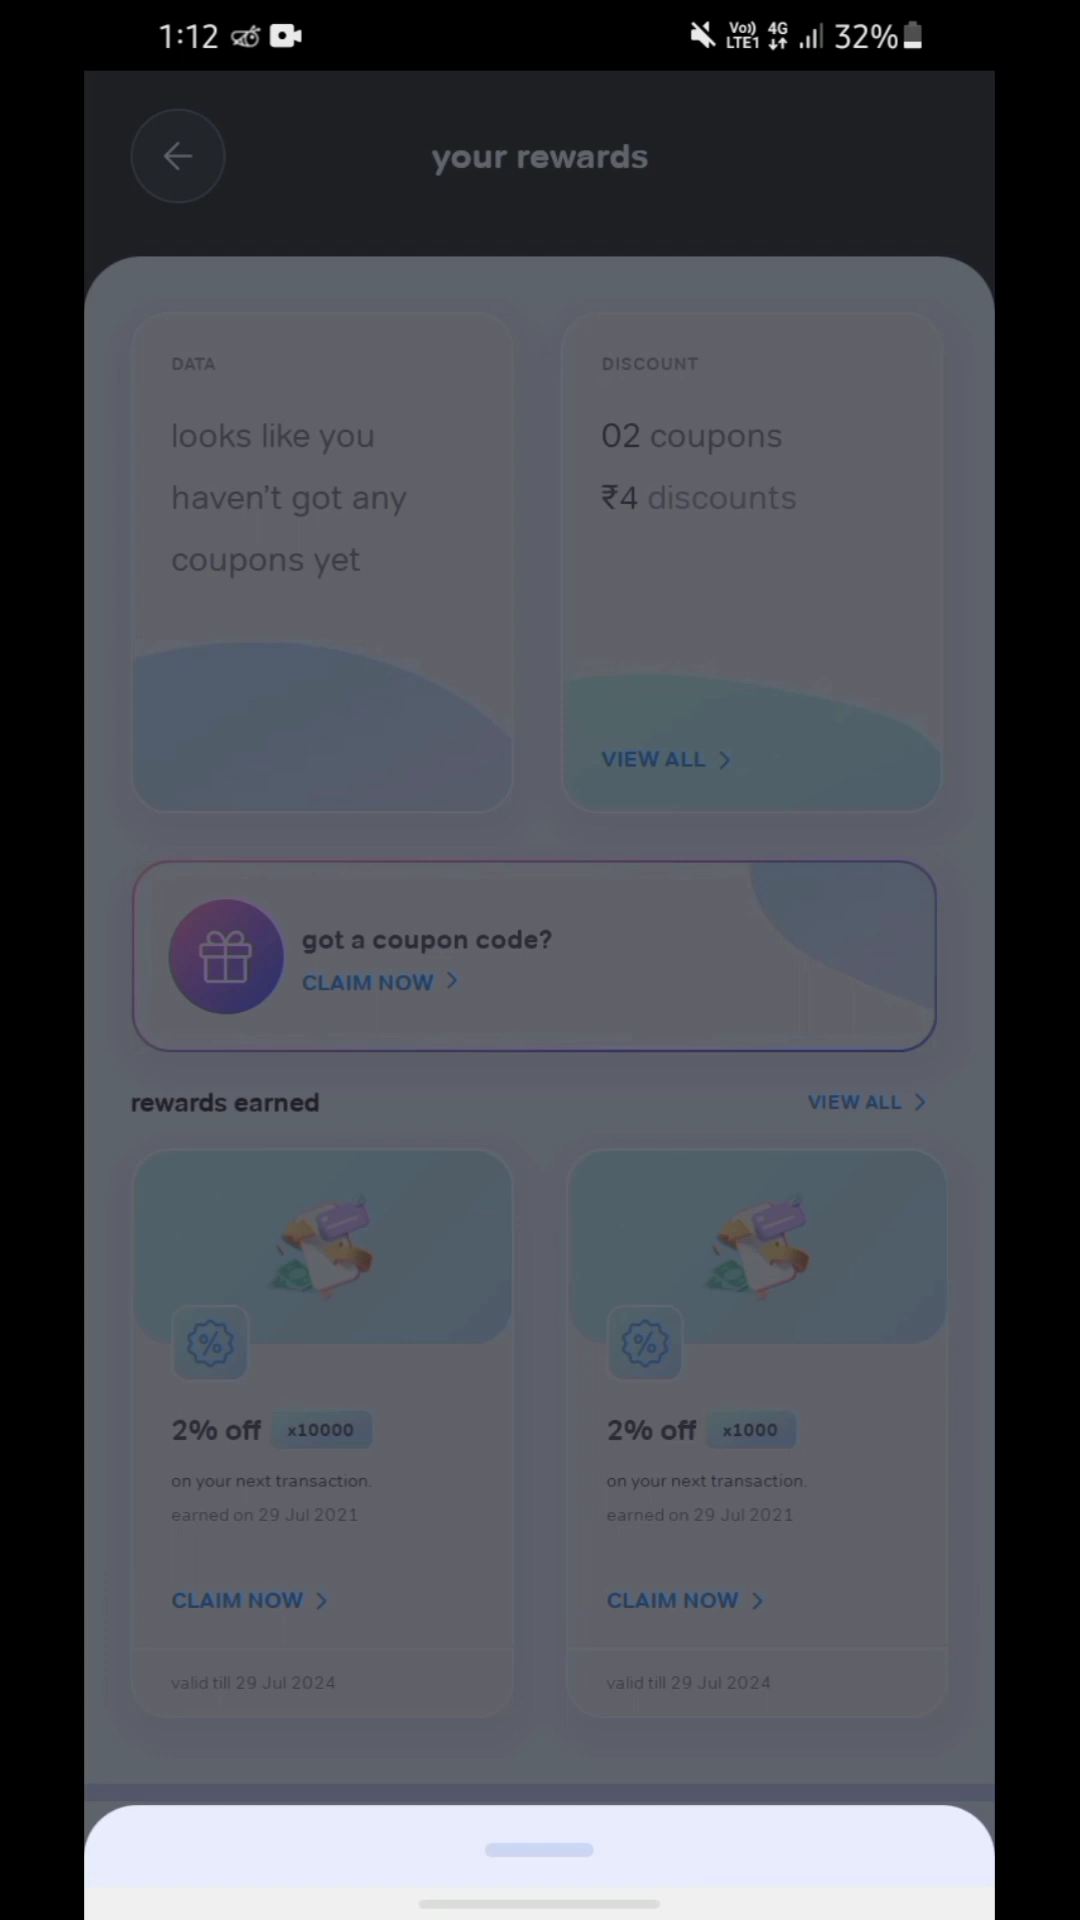 1:12 Vo)) LTE1 4G 32%
your rewards
DATA
looks like you
haven't got any
coupons yet
DISCOUNT
02 coupons
₹4 discounts
VIEW ALL
got a coupon code?
CLAIM NOW
rewards earned
VIEW ALL
2% off x10000
on your next transaction.
earned on 29 Jul 2021
CLAIM NOW
valid till 29 Jul 2024
2% off x1000
on your next transaction.
earned on 29 Jul 2021
CLAIM NOW
valid till 29 Jul 2024